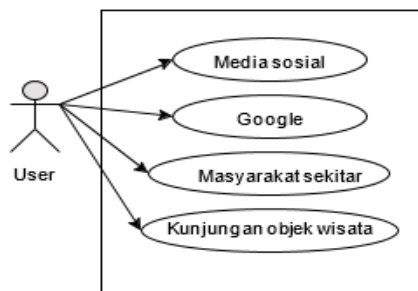 Media sosial
Google
Masyarakat sekitar
User
Kunjungan objek wisata